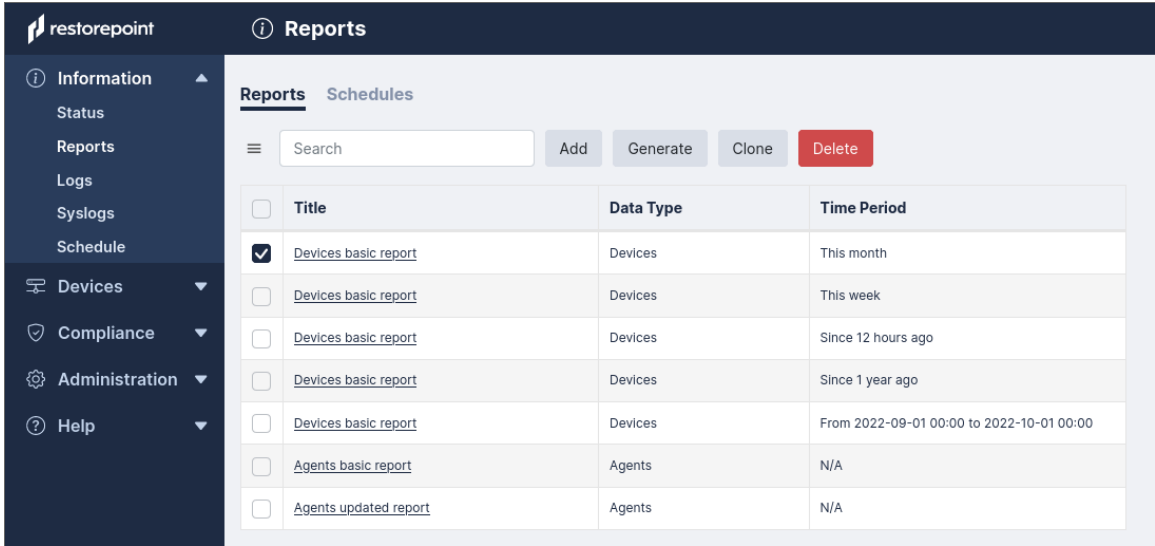 restorepoint
Reports
Information
Status
Reports
Logs
Syslogs
Schedule
Devices
Compliance
Administration
Help
Reports Schedules
Search Add Generate Clone Delete
Title Data Type Time Period
Devices basic report Devices This month
Devices basic report Devices This week
Devices basic report Devices Since 12 hours ago
Devices basic report Devices Since 1 year ago
Devices basic report Devices From 2022-09-01 00:00 to 2022-10-01 00:00
Agents basic report Agents N/A
Agents updated report Agents N/A